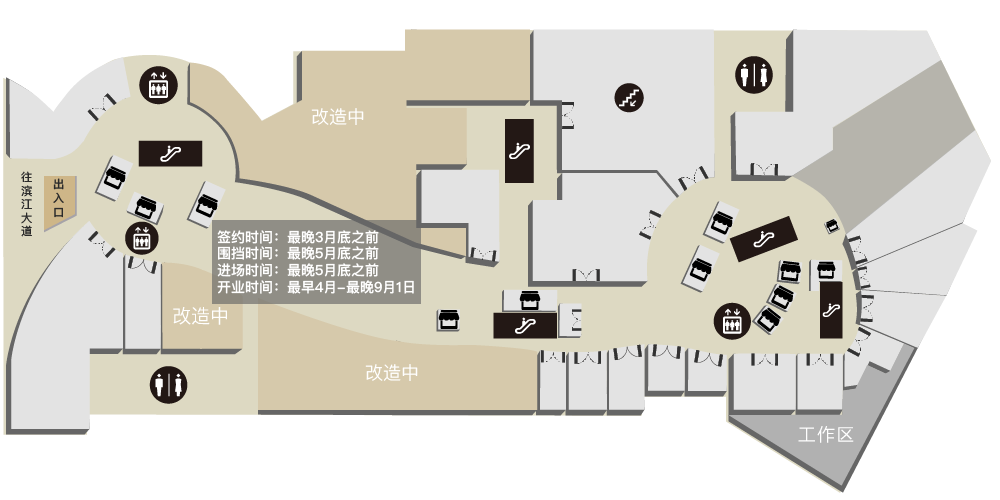 改造中
往滨江大道
出入口
签约时间：最晚3月底之前
围挡时间：最晚5月底之前
进场时间：最晚5月底之前
开业时间：最早4月-最晚9月1日
改造中
改造中
工作区